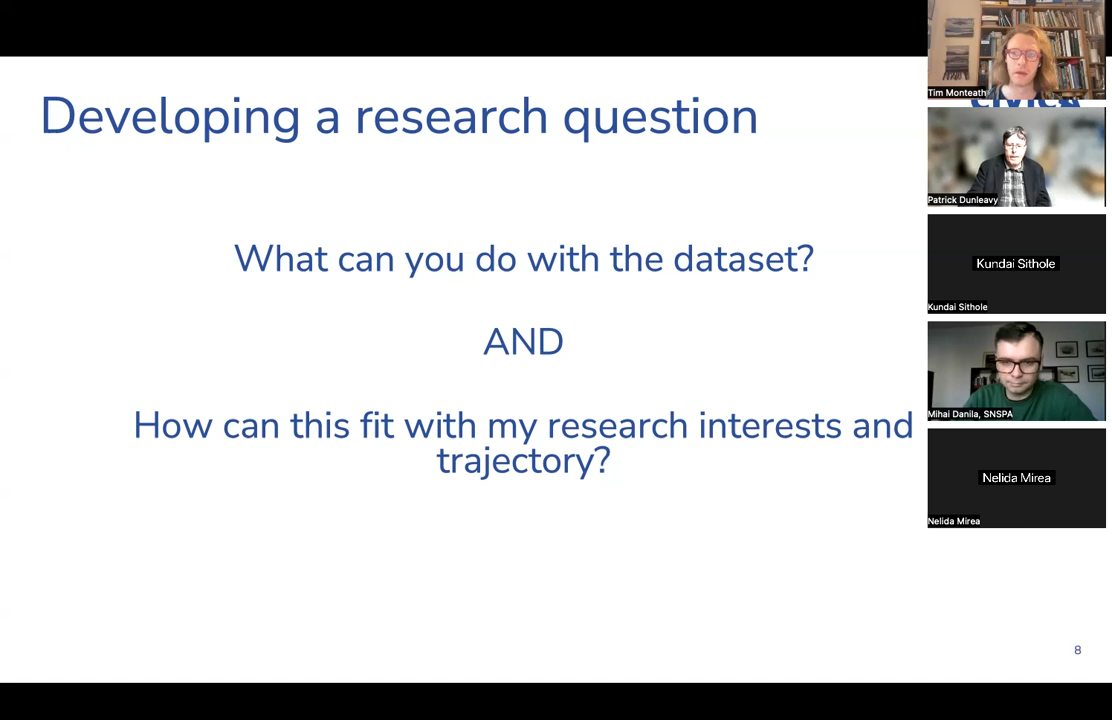 Developing a research question
What can you do with the dataset?
AND
How can this fit with my research interests and
trajectory?
8
Tim Monteath
CIVICA
Patrick Dunleavy
Kundai Sithole
Kundai Sithole
Mihai Danila, SNSPA
Nelida Mirea
Nelida Mirea